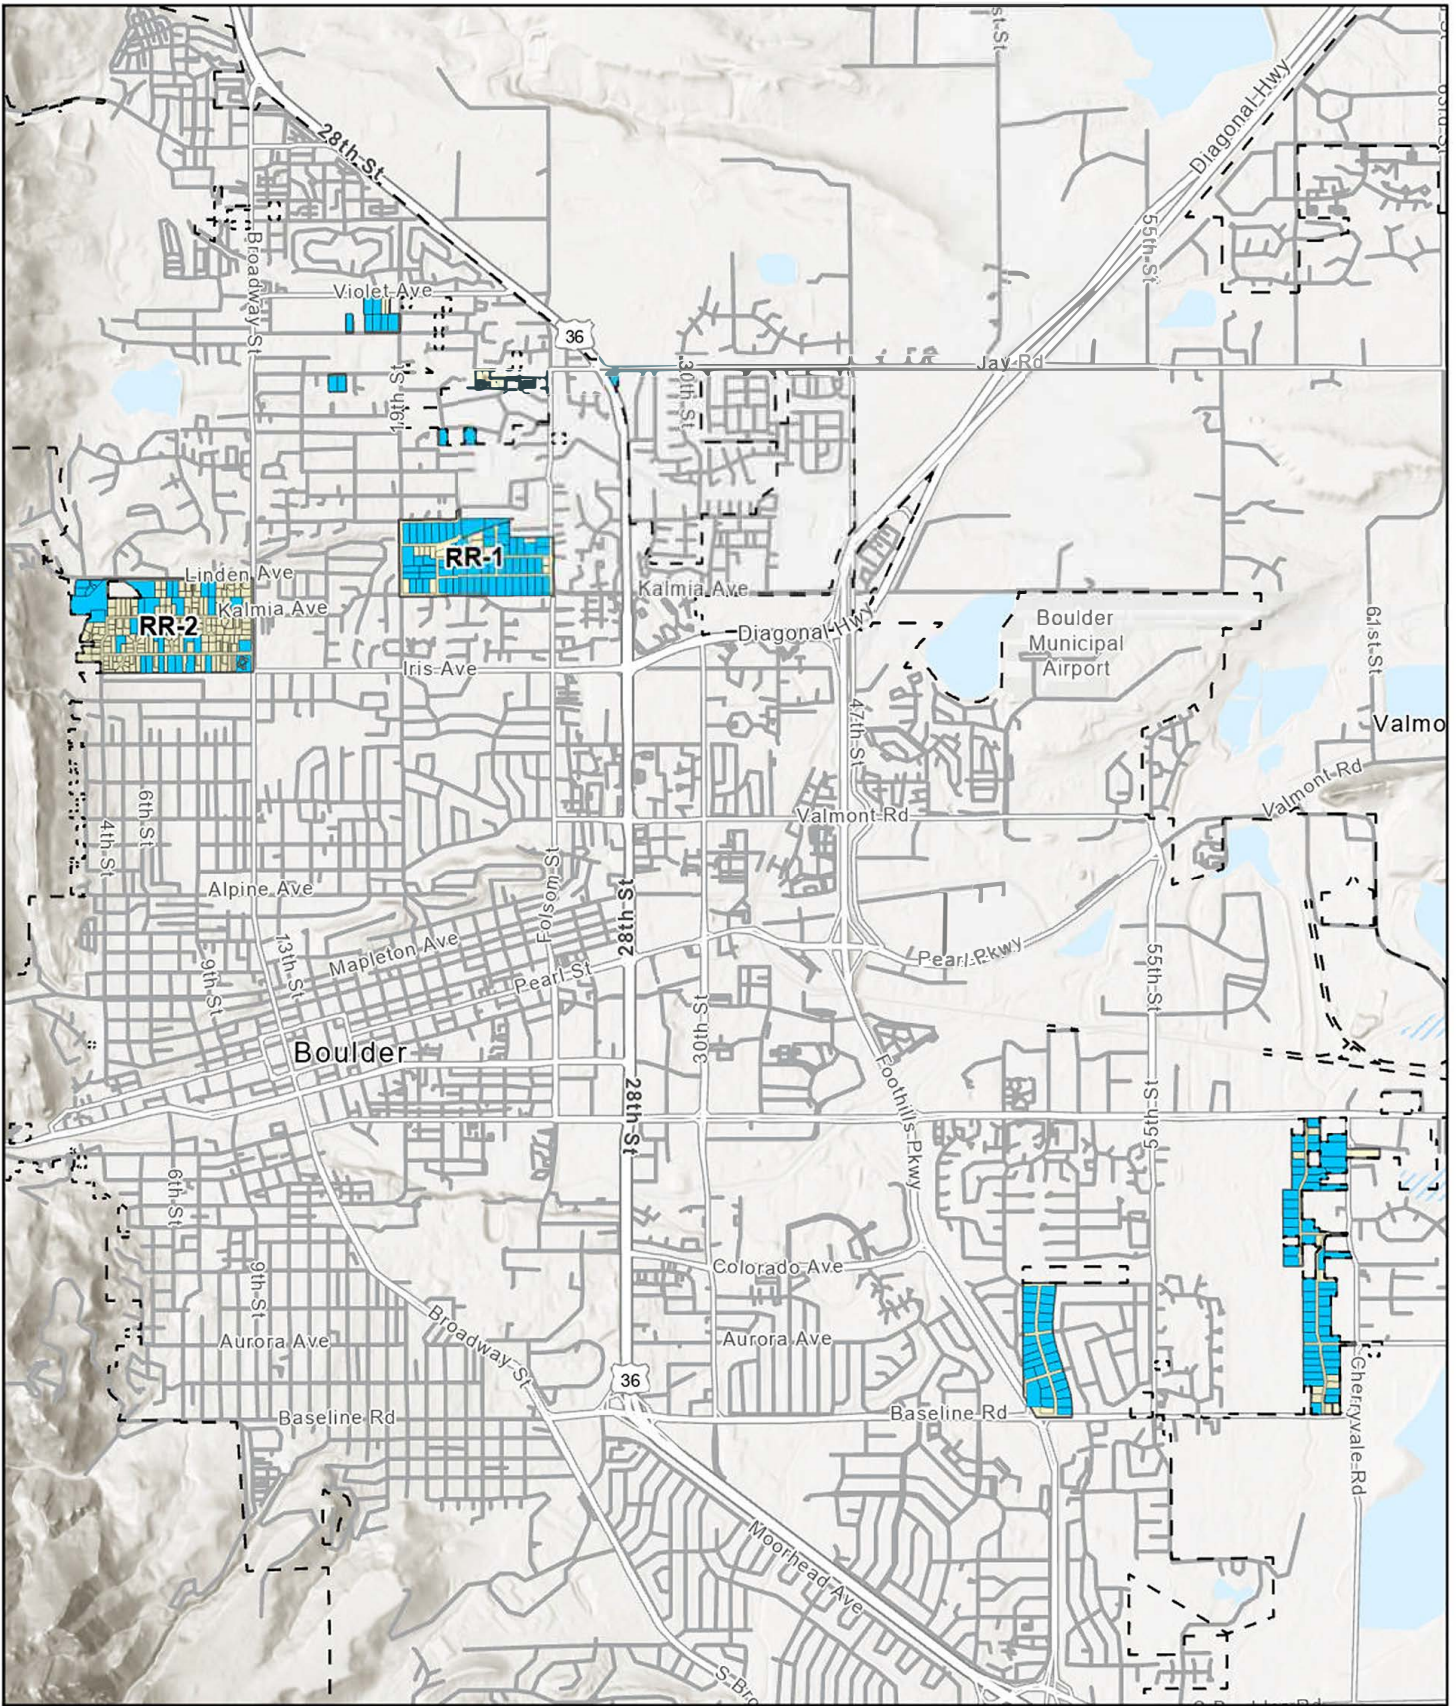 Diagonal-Hwy
28th-St
55th-St
Broadway-St
Violet Ave
36
Jay-Rd
30th-St
19th-St
RR-1
Linden Ave
Kalmia Ave
Kalmia Ave
RR-2
Diagonal-Hwy
Boulder
Municipal
Airport
61st-St
Iris-Ave
47th-St
Valmo
Valmont-Rd
Valmont-Rd
6th-St
4th-St
Alpine-Ave
Folsom-St
28th-St
Mapleton Ave
13th-St
9th-St
Pearl-St
Pearl-Pkwy
55th-St
30th-St
Boulder
Foothills-Pkwy
28th-St
55th-St
6th-St
Colorado Ave
9th-St
Aurora-Ave
Broadway-St
Aurora Ave
36
Baseline Rd
Baseline Rd
Cherryvale-Rd
Moorhead-Ave
S-Bro